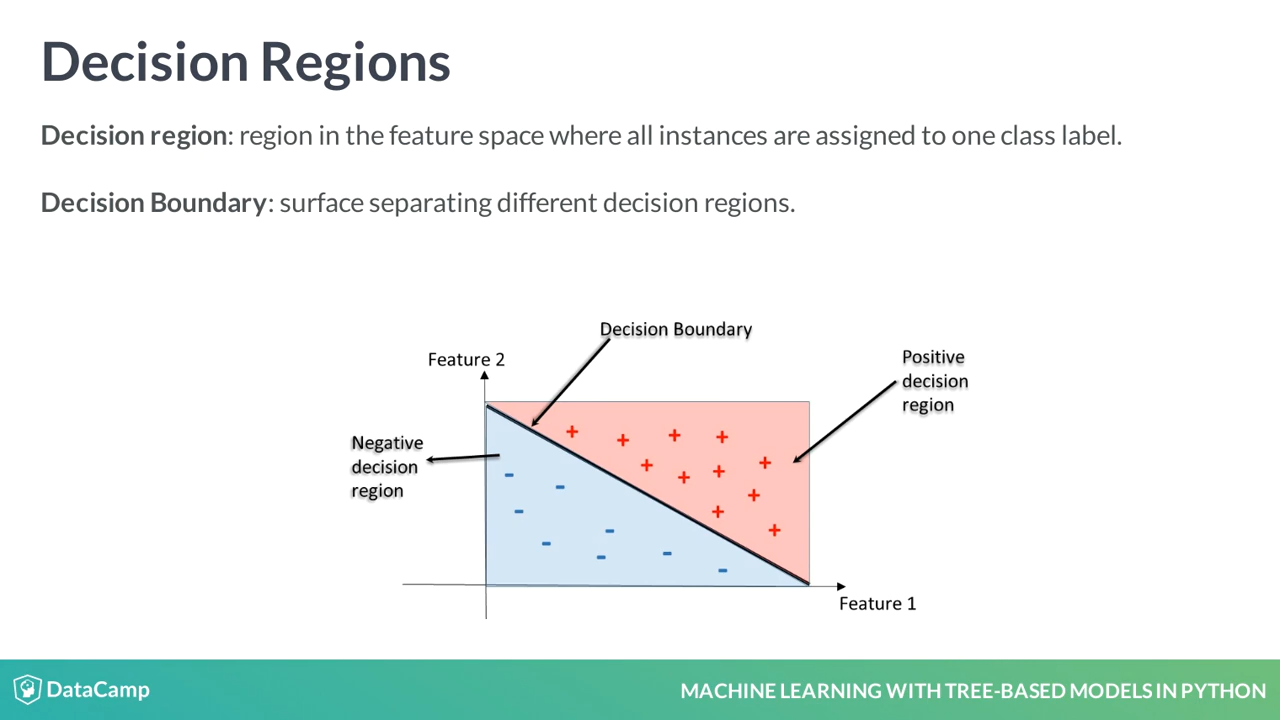 Decision Regions
Decision region: region in the feature space where all instances are assigned to one class label.
Decision Boundary: surface separating different decision regions.
Decision Boundary
Feature 2
Positive
decision
region
Negative
decision
region
Feature 1
DataCamp
MACHINE LEARNING WITH TREE-BASED MODELS IN PYTHON